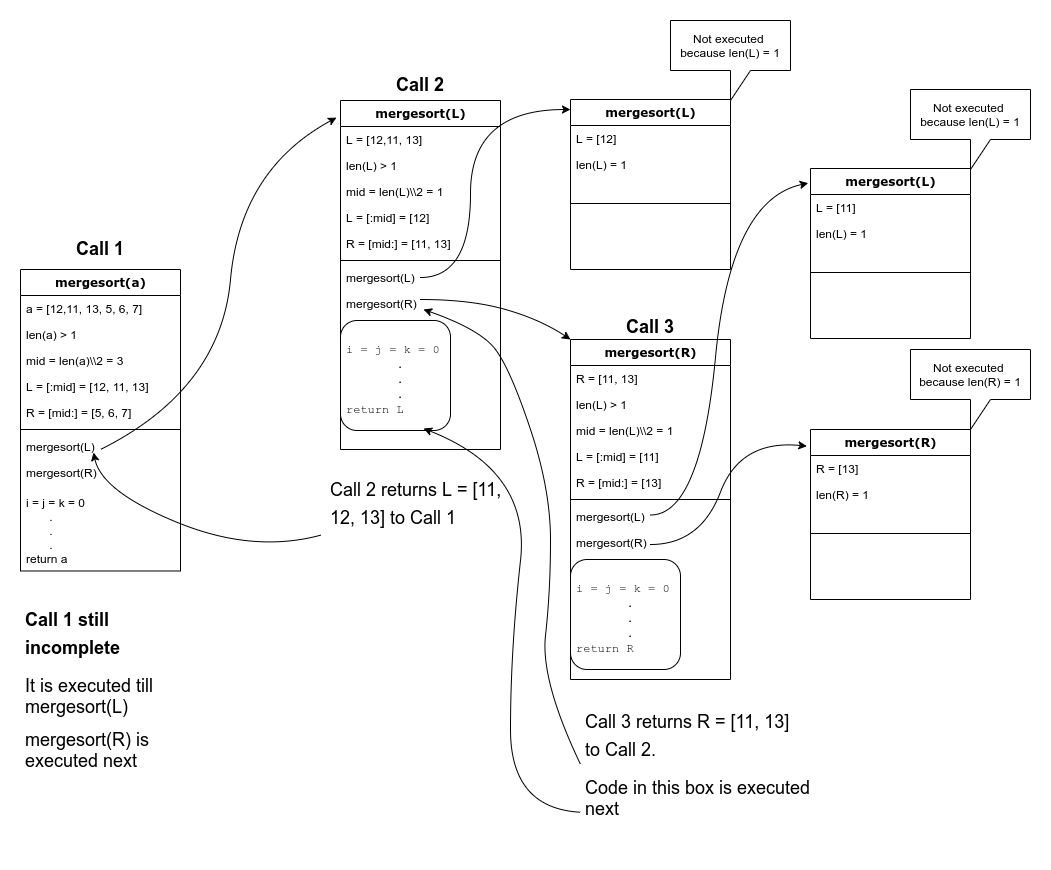 Call 1
mergesort(a)
a = [12,11, 13, 5, 6, 7]
len(a) > 1
mid = len(a)\\2 = 3
L = [:mid] = [12, 11, 13]
R = [mid:] = [5, 6, 7]
mergesort(L)
mergesort(R)
i = j = k = 0
.
.
.
return a
Call 1 still
incomplete
It is executed till
mergesort(L)
mergesort(R) is
executed next
Call 2
mergesort(L)
L = [12,11, 13]
len(L) > 1
mid = len(L)\\2 = 1
L = [:mid] = [12]
R = [mid:] = [11, 13]
mergesort(L)
mergesort(R)
i = j = k = 0
.
.
.
return L
Call 2 returns L = [11,
12, 13] to Call 1
Not executed
because len(L) = 1
mergesort(L)
L = [12]
len(L) = 1
Call 3
mergesort(R)
R = [11, 13]
len(L) > 1
mid = len(L)\\2 = 1
L = [:mid] = [11]
R = [mid:] = [13]
mergesort(L)
mergesort(R)
i = j = k = 0
.
.
.
return R
Call 3 returns R = [11, 13]
to Call 2.
Code in this box is executed
next
Not executed
because len(L) = 1
mergesort(L)
L = [11]
len(L) = 1
Not executed
because len(R) = 1
mergesort(R)
R = [13]
len(R) = 1